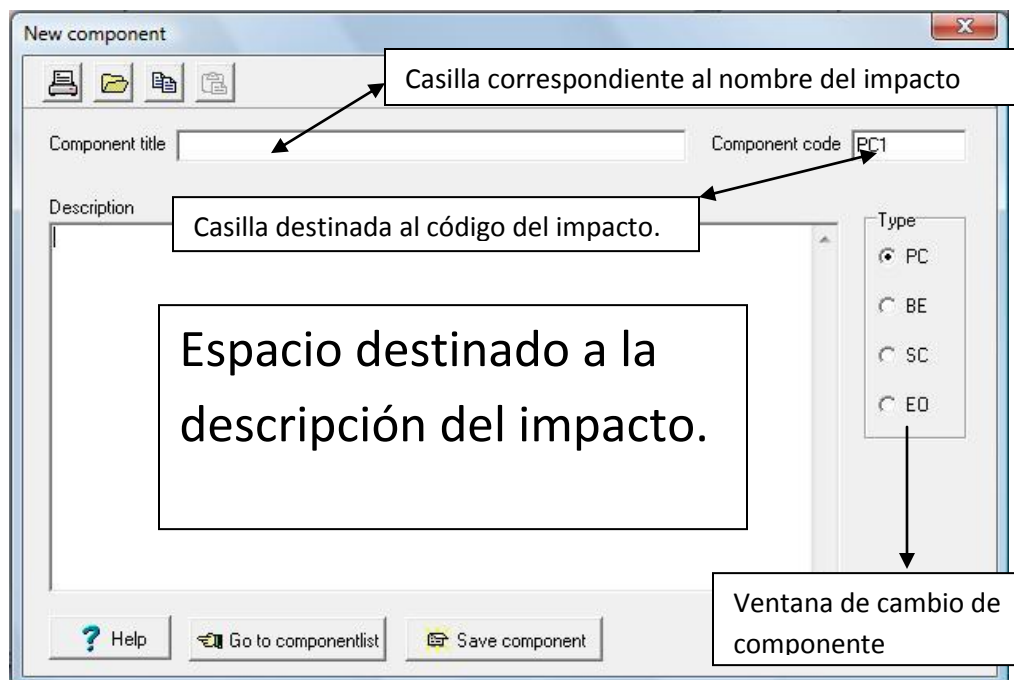 New component
Casilla correspondiente al nombre del impacto
Component title
Component code PC1
Description
Casilla destinada al código del impacto.
Type
PC
BE
SC
EO
Espacio destinado a la
descripción del impacto.
Ventana de cambio de
componente
? Help
Go to componentlist
Save component